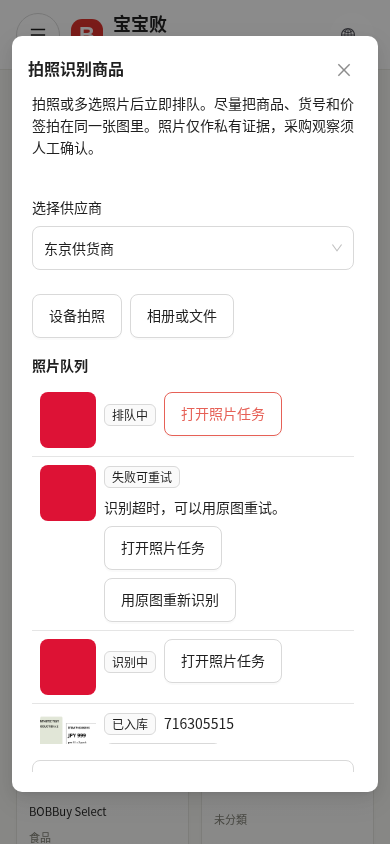 B
宝宝败
拍照识别商品
拍照或多选照片后立即排队。尽量把商品、货号和价
签拍在同一张图里。照片仅作私有证据，采购观察须
人工确认。
选择供应商
东京供货商
设备拍照
相册或文件
照片队列
排队中
打开照片任务
失败可重试
识别超时，可以用原图重试。
打开照片任务
用原图重新识别
识别中
打开照片任务
已入库
716305515
JPY 999
BOBBuy Select
食品
未分類